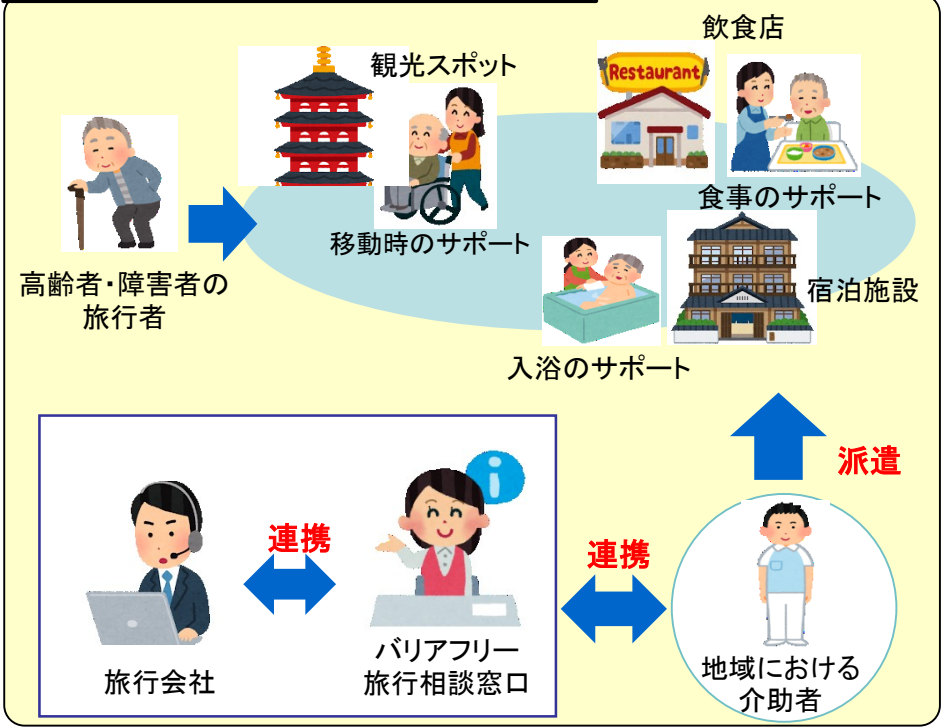 飲食店
観光スポット
Restaurant
食事のサポート
移動時のサポート
高齢者・障害者の
旅行者
宿泊施設
入浴のサポート
派遣
連携
連携
旅行会社
バリアフリー
旅行相談窓口
地域における
介助者